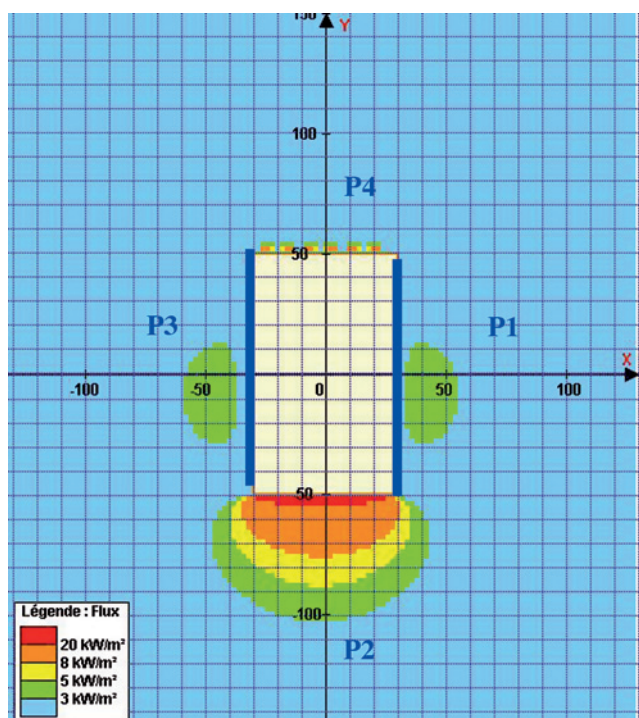 150
Y
100
P4
50
P3
P1
X
-100
-50
0
50
100
50
-100
P2
Légende : Flux
20 kW/m²
8 kW/m²
5 kW/m²
3 kW/m²